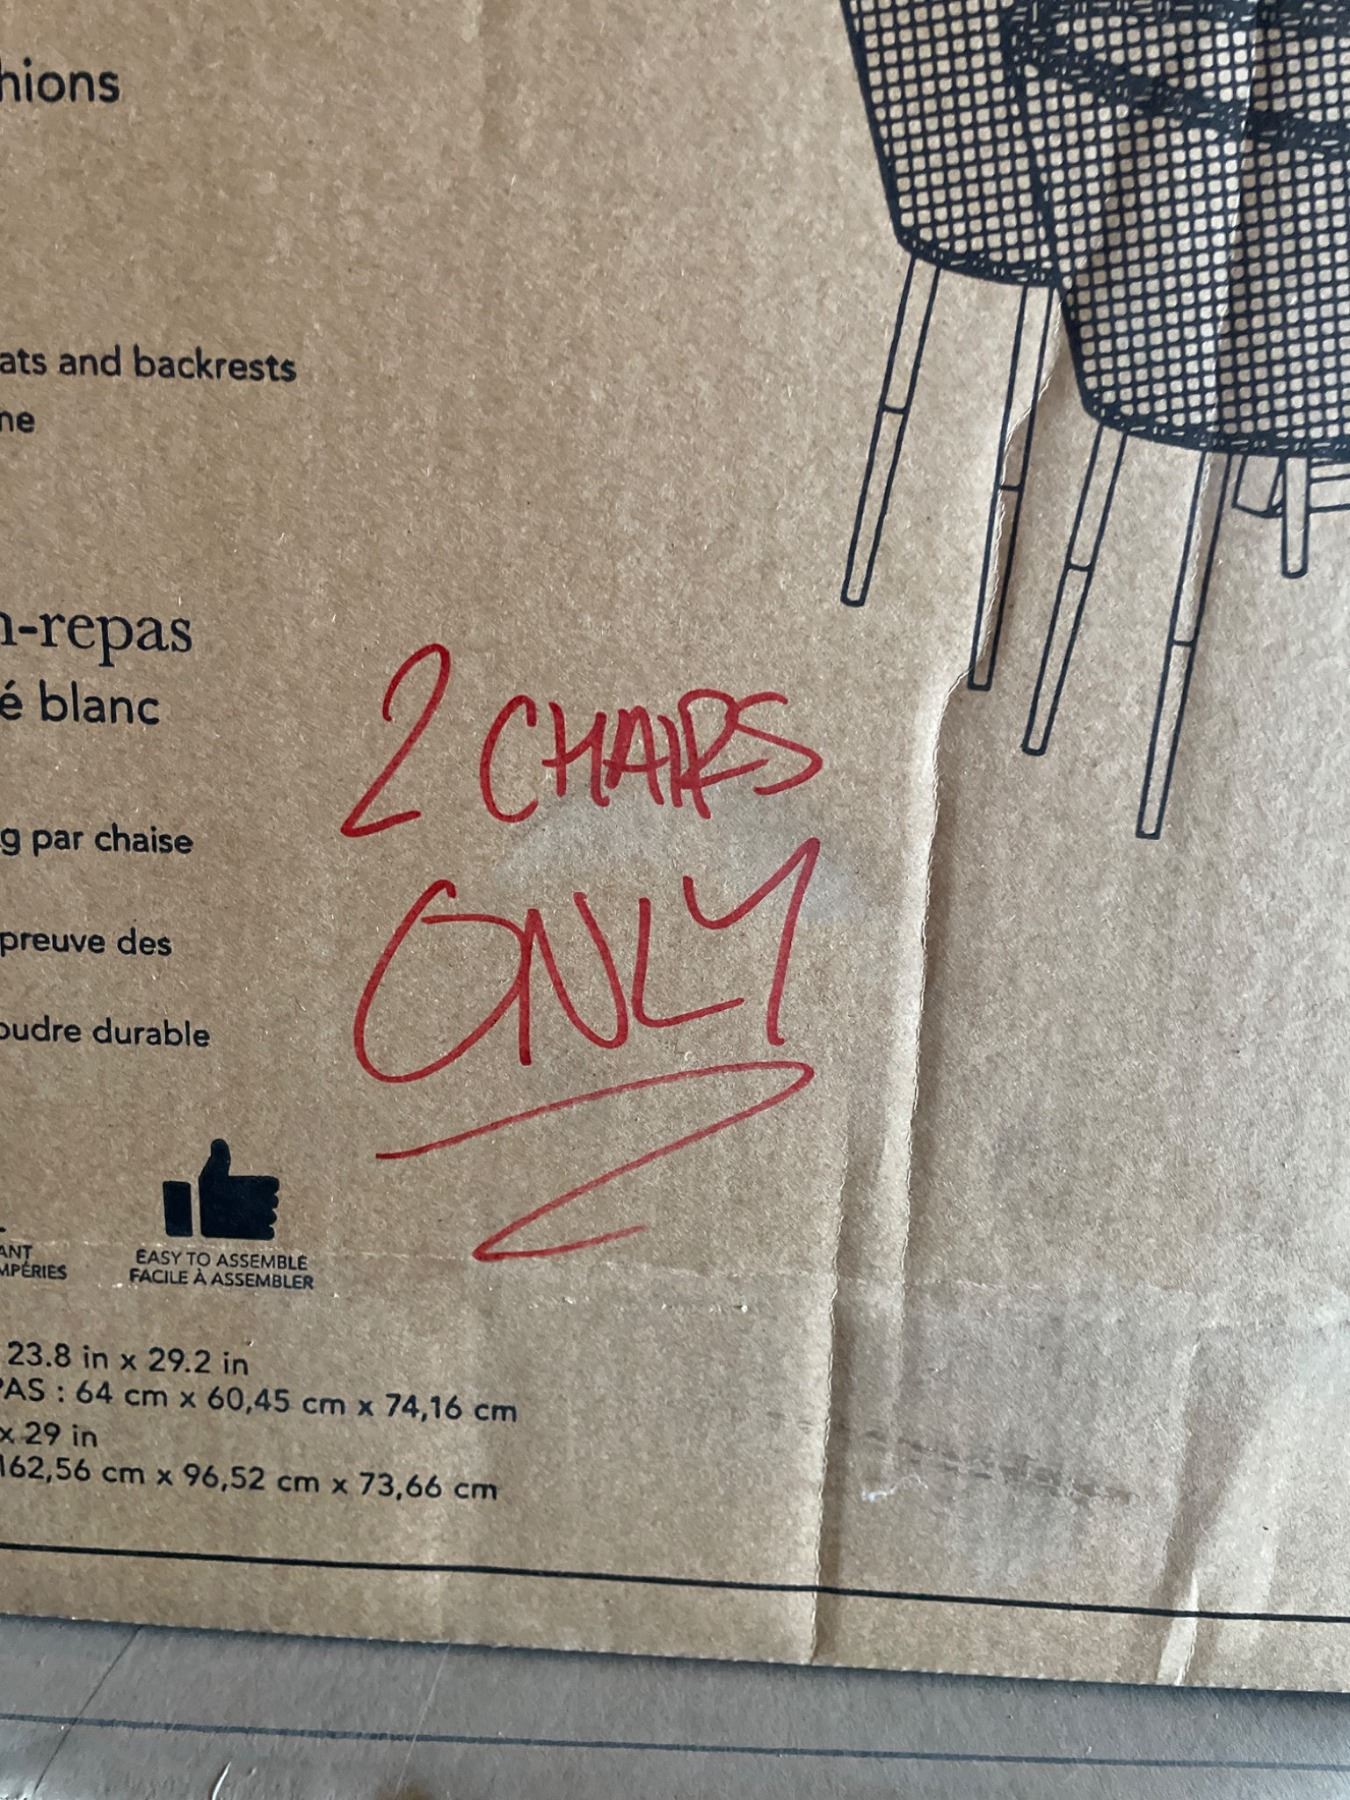 hions
ats and backrests
ne
n-repas
é blanc
2 CHAIRS
ONLY
g par chaise
preuve des
oudre durable
ANT
MPÉRIES
EASY TO ASSEMBLE
FACILE À ASSEMBLER
23.8 in x 29.2 in
PAS : 64 cm x 60,45 cm x 74,16 cm
x 29 in
162,56 cm x 96,52 cm x 73,66 cm